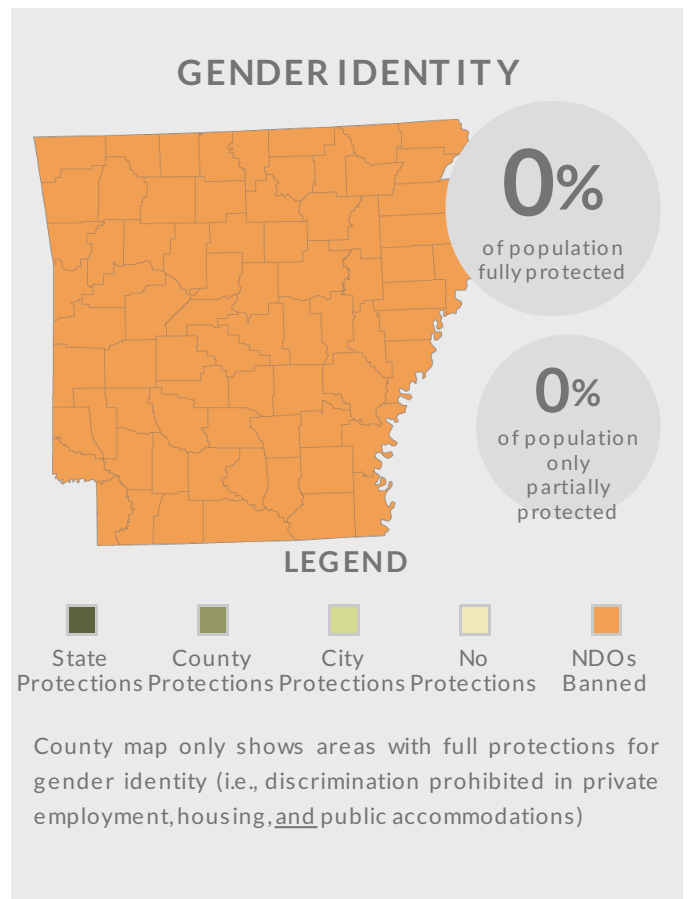 GENDER IDENTITY
0%
of population
fully protected
0%
of population
only
partially
protected
LEGEND
State
Protections
County
Protections
City
Protections
No
Protections
NDOs
Banned
County map only shows areas with full protections for
gender identity (i.e., discrimination prohibited in private
employment, housing, and public accommodations)